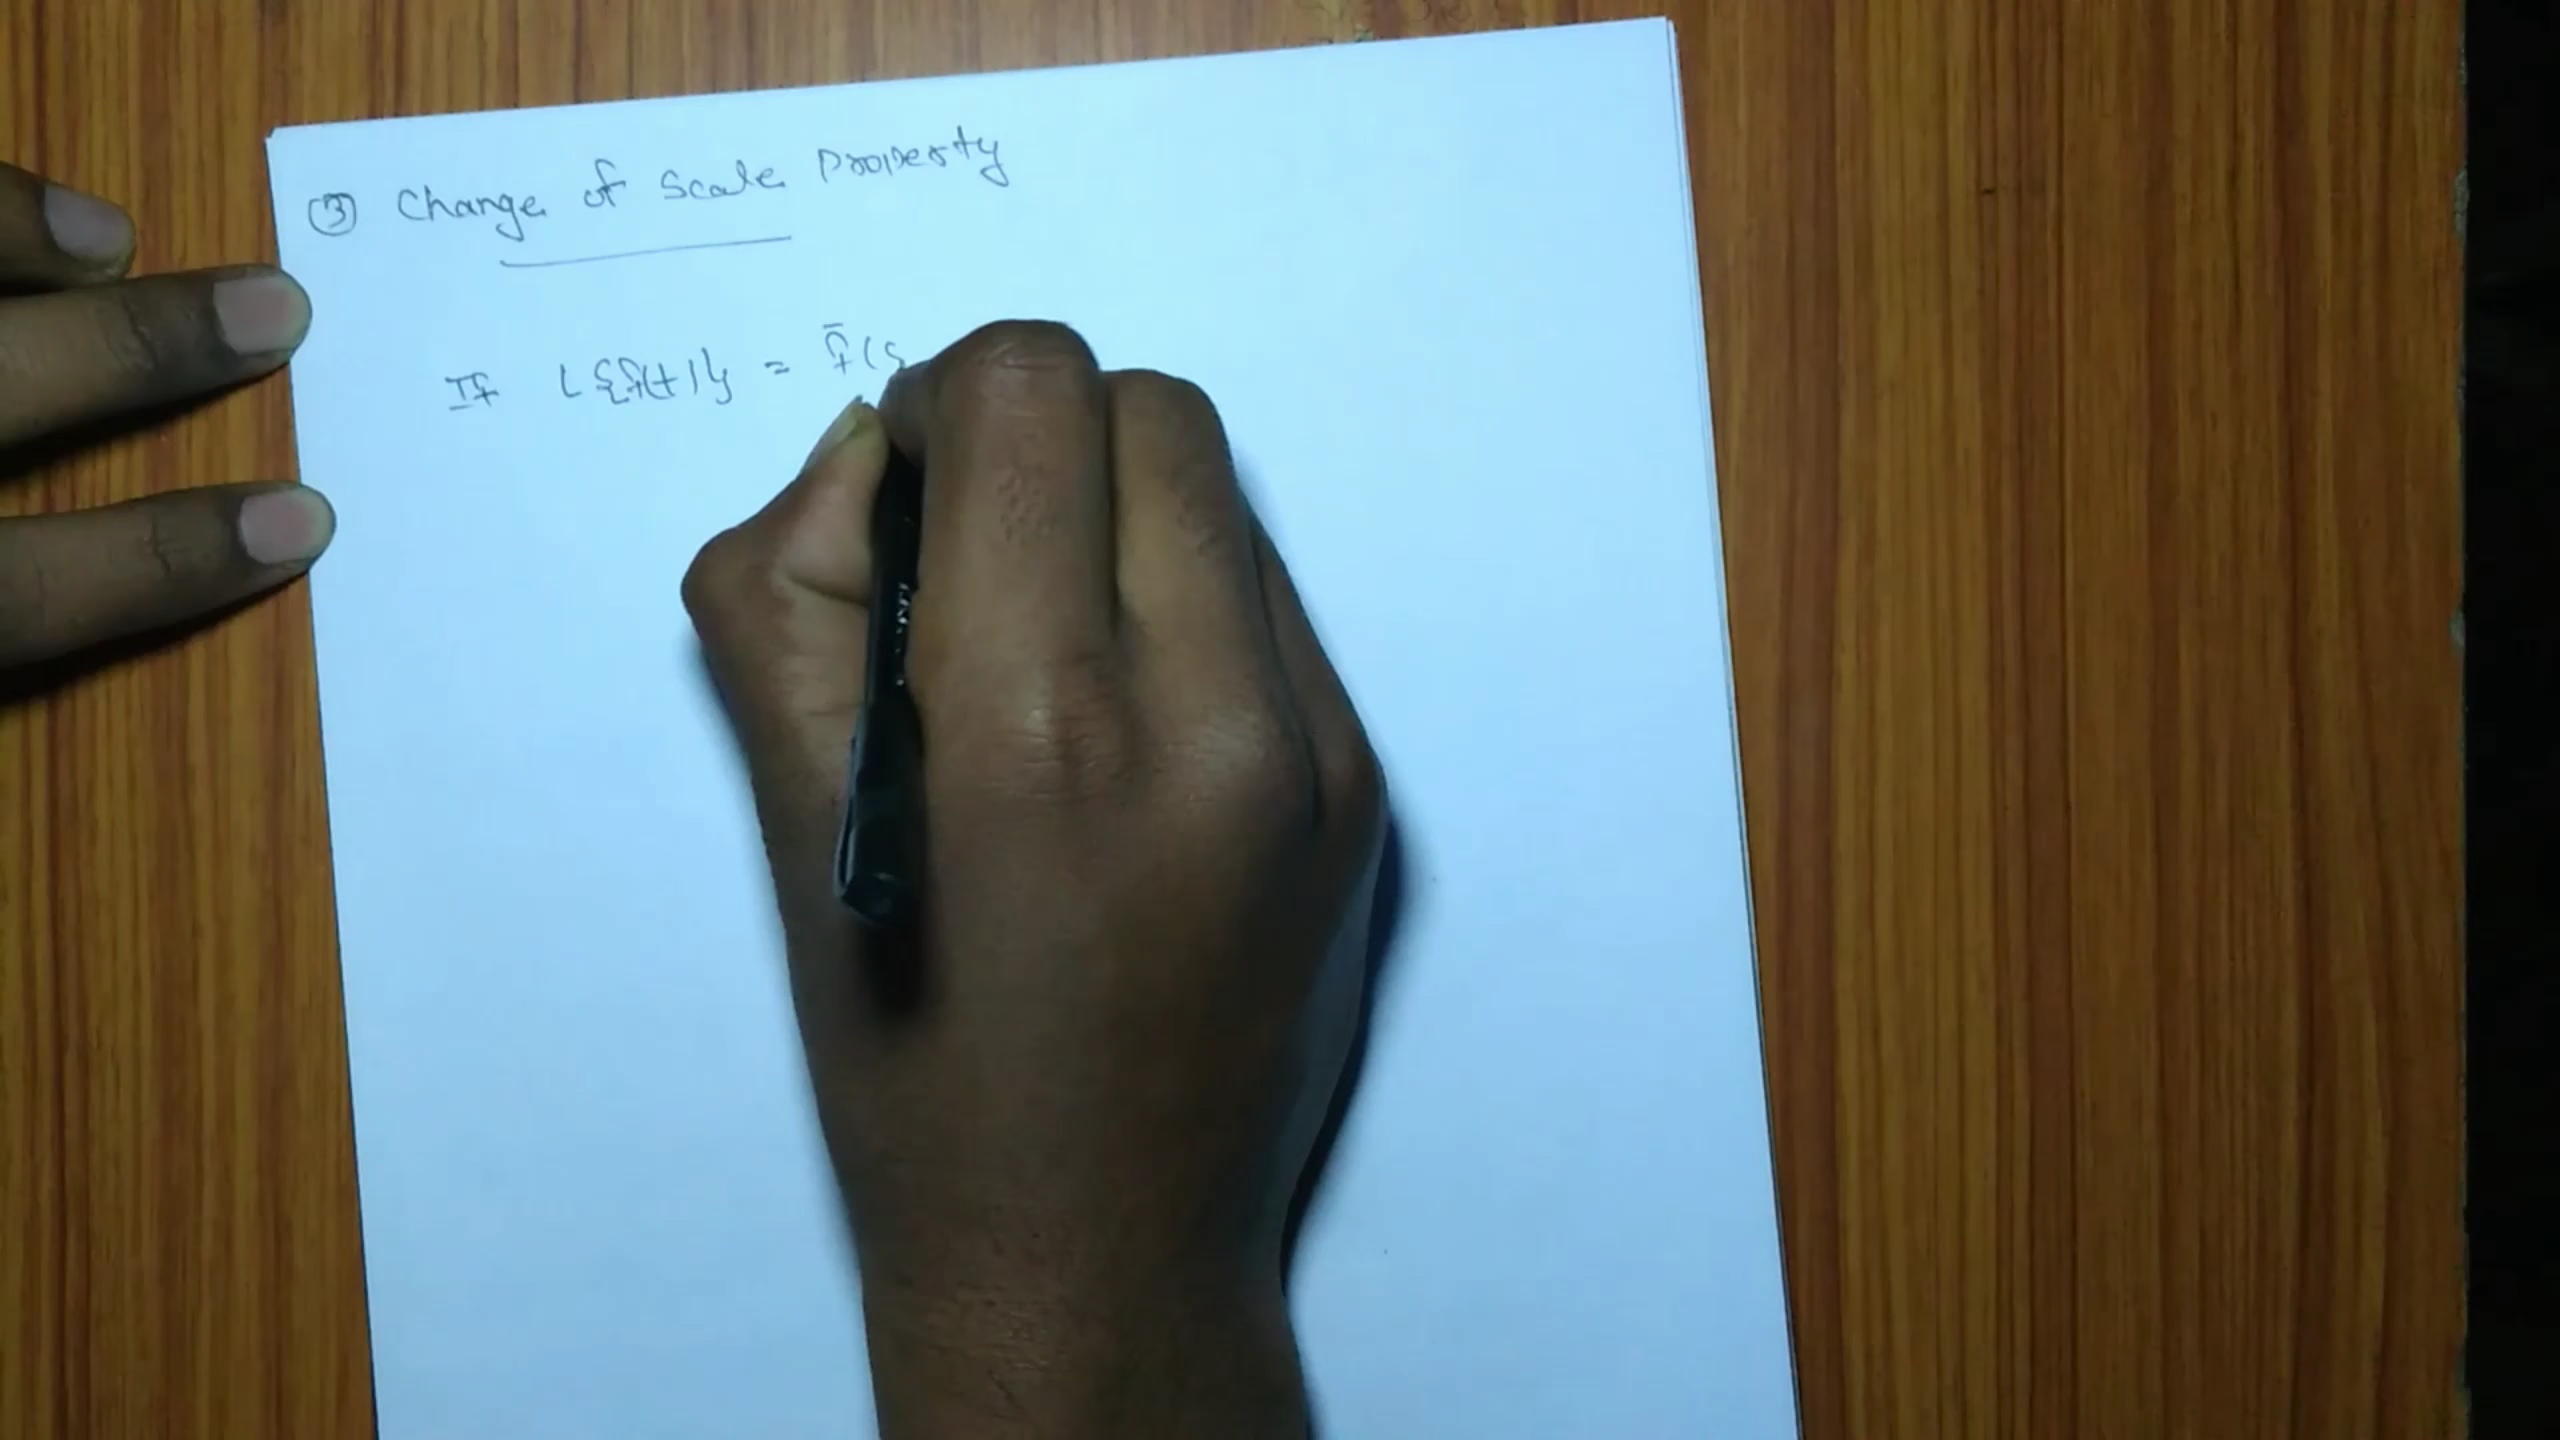 ③ Change of Scale Property
If L{f(t)} = f̄(s